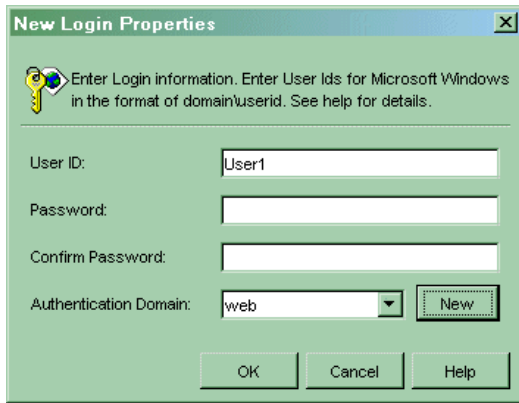 New Login Properties
Enter Login information. Enter User Ids for Microsoft Windows
in the format of domain\userid. See help for details.
User ID:
User1
Password:
Confirm Password:
Authentication Domain:
web
New
OK
Cancel
Help